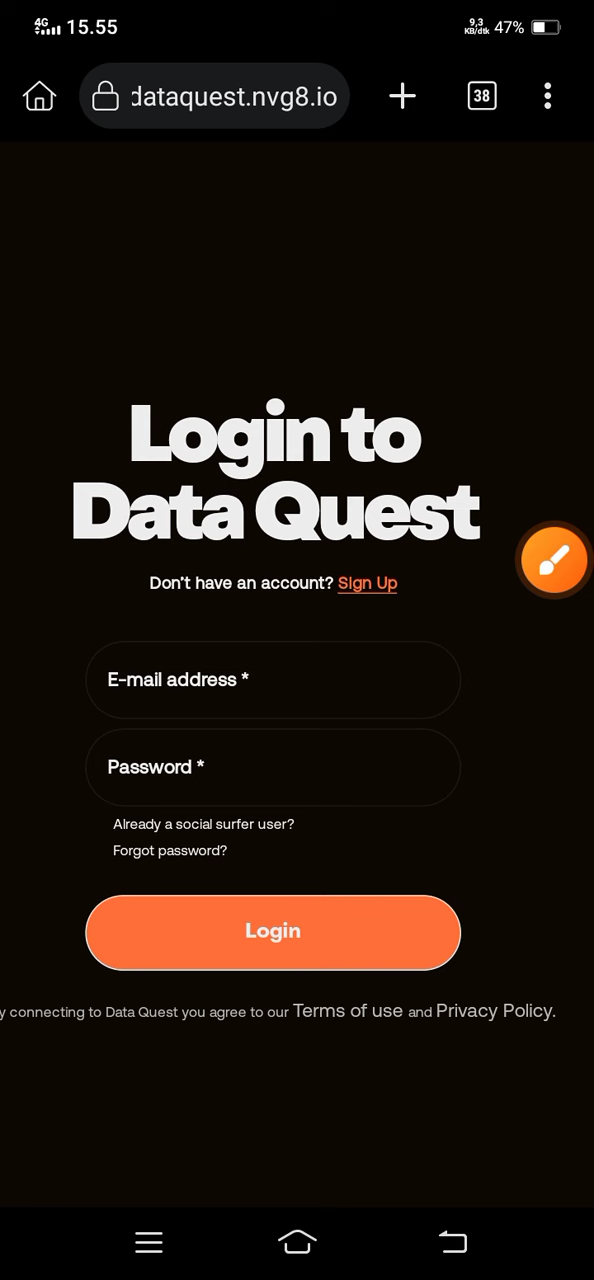 4G 15.55 9,3 KB/dtk 47%
dataquest.nvg8.io 38
Login to
Data Quest
Don't have an account? Sign Up
E-mail address *
Password *
Already a social surfer user?
Forgot password?
Login
y connecting to Data Quest you agree to our Terms of use and Privacy Policy.